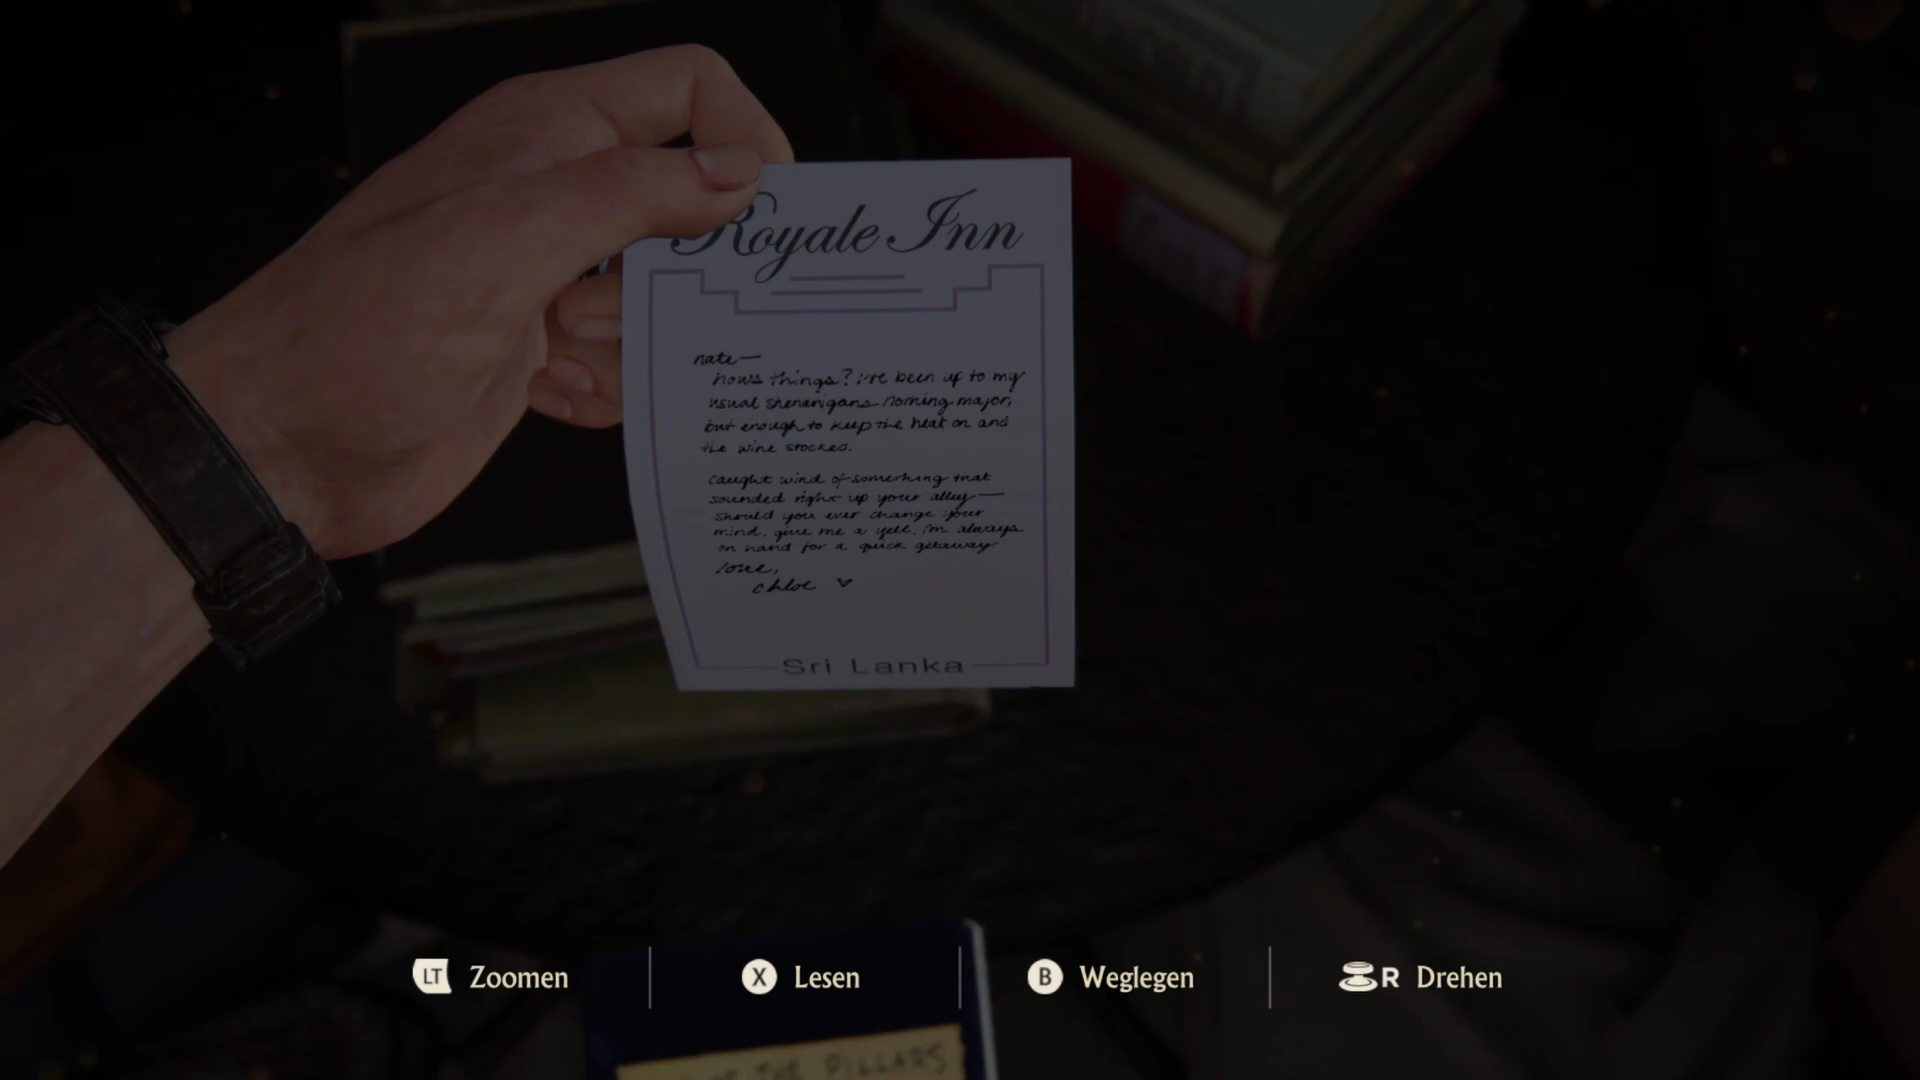 Royale Inn
nate—
how's things? i've been up to my
usual shenanigans. nothing major,
but enough to keep the heat on and
the wine stocked.
caught wind of something that
sounded right up your alley—
should you ever change your
mind, give me a yell. i'm always
on hand for a quick getaway.
love,
chloe
Sri Lanka
THE PILLARS
LT Zoomen
X Lesen
B Weglegen
R Drehen